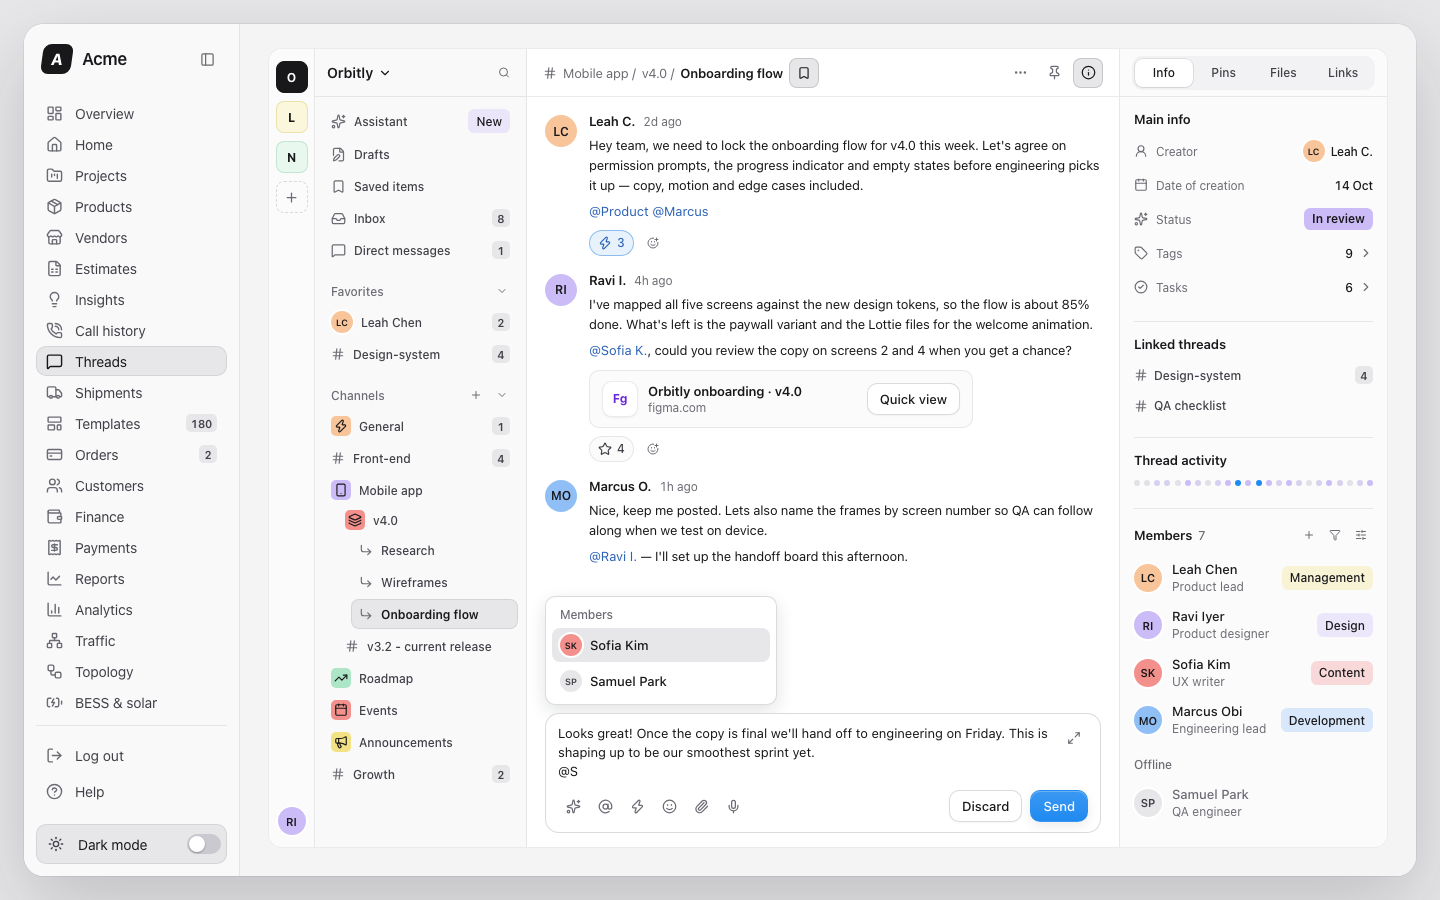 A Acme
Overview
Home
Projects
Products
Vendors
Estimates
Insights
Call history
Threads
Shipments
Templates 180
Orders 2
Customers
Finance
Payments
Reports
Analytics
Traffic
Topology
BESS & solar
Log out
Help
Dark mode
O
L
N
RI
Orbitly
Assistant New
Drafts
Saved items
Inbox 8
Direct messages 1
Favorites
LC Leah Chen 2
Design-system 4
Channels
General 1
Front-end 4
Mobile app
v4.0
Research
Wireframes
Onboarding flow
v3.2 - current release
Roadmap
Events
Announcements
Growth 2
Mobile app / v4.0 / Onboarding flow
LC Leah C. 2d ago
Hey team, we need to lock the onboarding flow for v4.0 this week. Let's agree on
permission prompts, the progress indicator and empty states before engineering picks
it up — copy, motion and edge cases included.
@Product @Marcus
3
RI Ravi I. 4h ago
I've mapped all five screens against the new design tokens, so the flow is about 85%
done. What's left is the paywall variant and the Lottie files for the welcome animation.
@Sofia K., could you review the copy on screens 2 and 4 when you get a chance?
Fg Orbitly onboarding · v4.0
figma.com
Quick view
4
MO Marcus O. 1h ago
Nice, keep me posted. Lets also name the frames by screen number so QA can follow
along when we test on device.
@Ravi I. — I'll set up the handoff board this afternoon.
Members
SK Sofia Kim
SP Samuel Park
Looks great! Once the copy is final we'll hand off to engineering on Friday. This is
shaping up to be our smoothest sprint yet.
@S
Discard Send
Info Pins Files Links
Main info
Creator LC Leah C.
Date of creation 14 Oct
Status In review
Tags 9
Tasks 6
Linked threads
Design-system 4
QA checklist
Thread activity
Members 7
LC Leah Chen
Product lead
Management
RI Ravi Iyer
Product designer
Design
SK Sofia Kim
UX writer
Content
MO Marcus Obi
Engineering lead
Development
Offline
SP Samuel Park
QA engineer